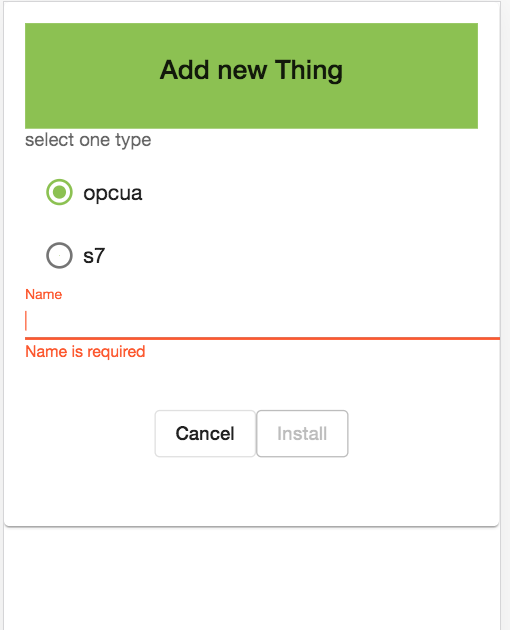 Add new Thing
select one type
opcua
s7
Name
Name is required
Cancel Install